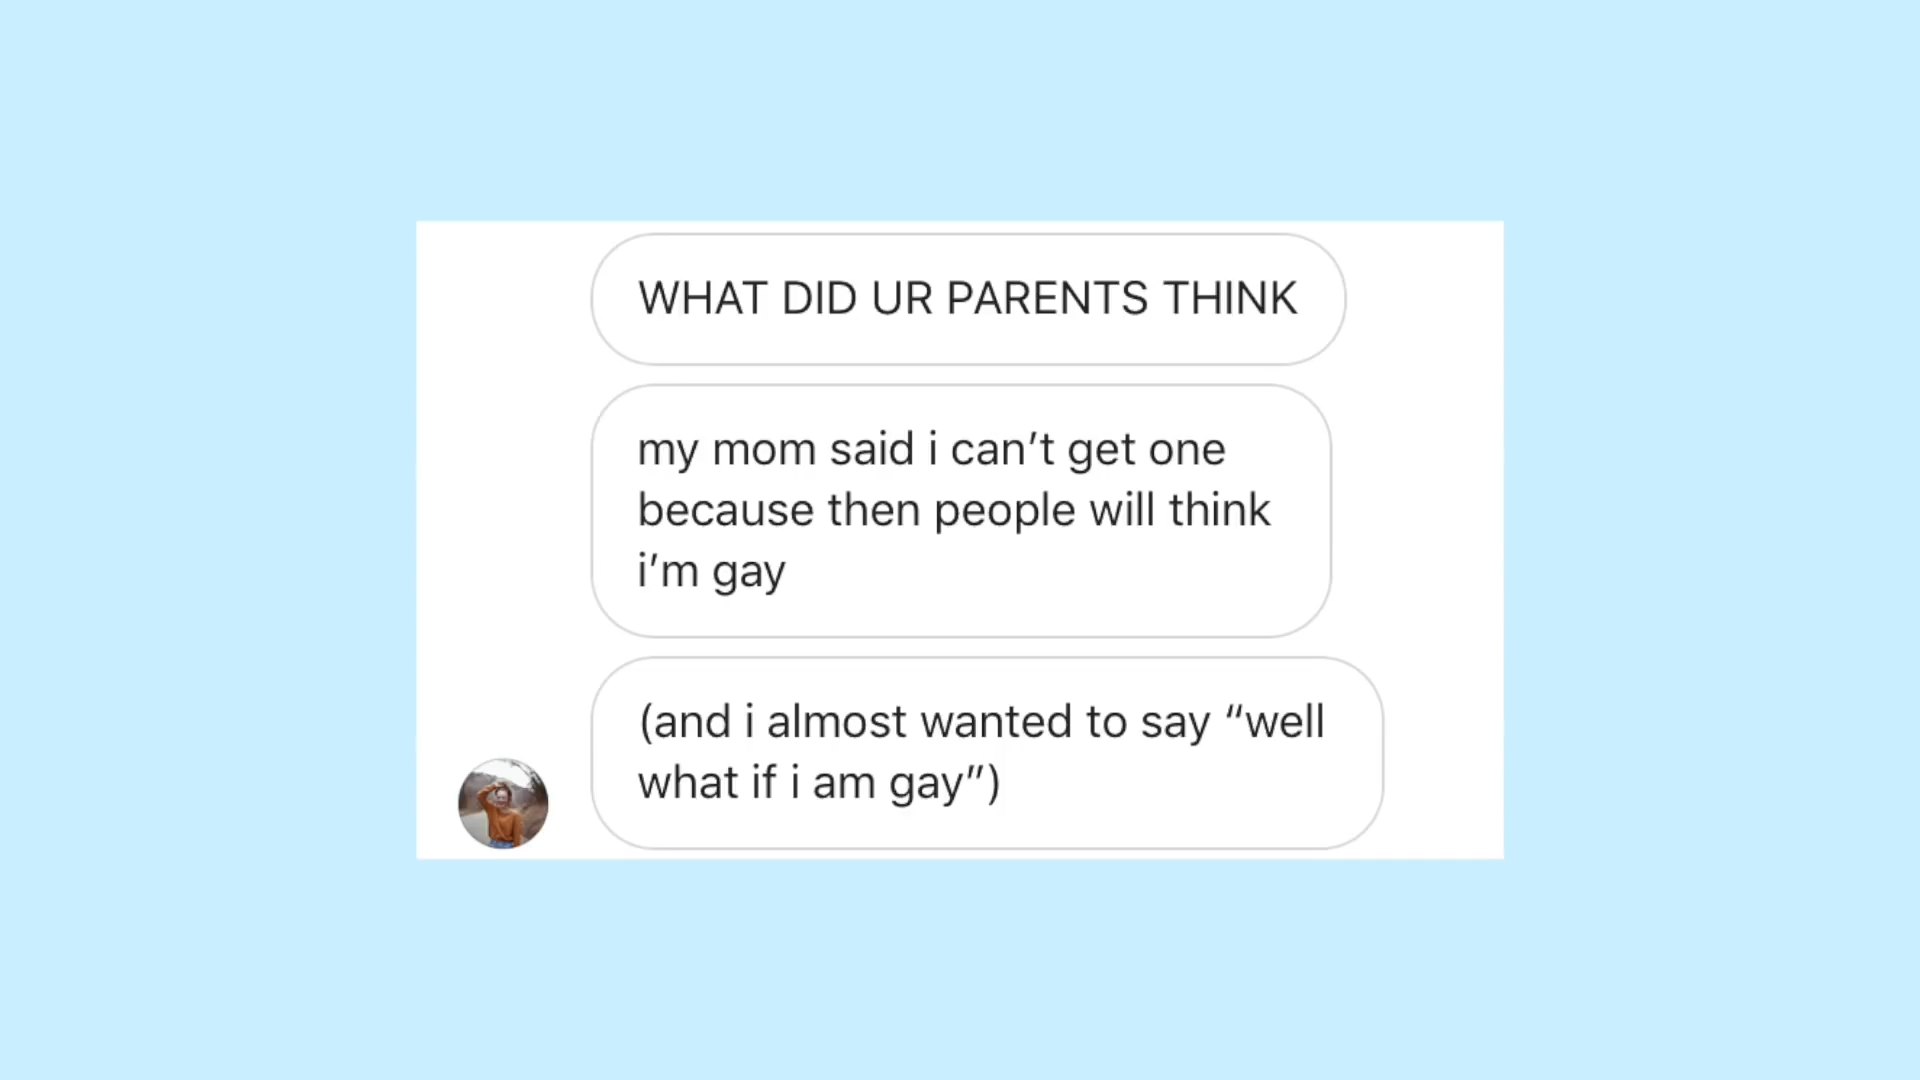 WHAT DID UR PARENTS THINK
my mom said i can’t get one
because then people will think
i’m gay
(and i almost wanted to say “well
what if i am gay”)